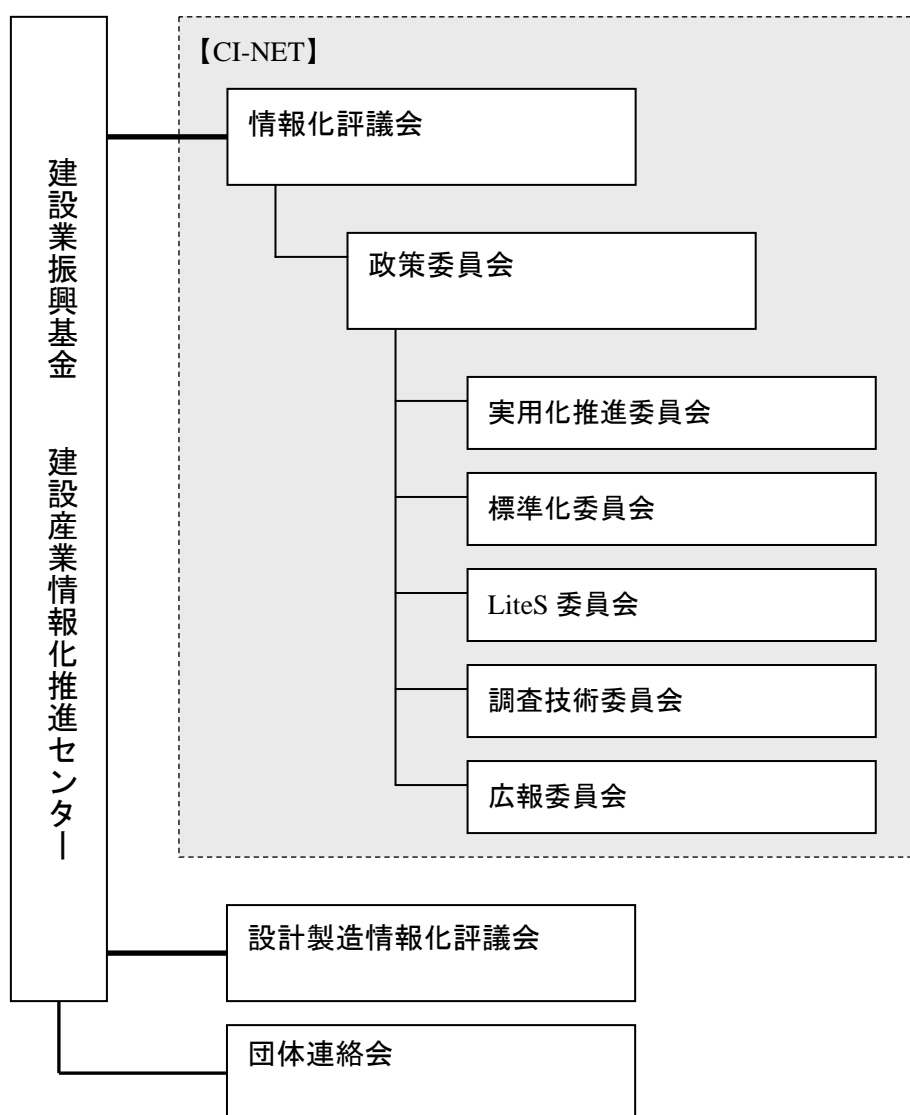 建設業振興基金　建設産業情報化推進センター
【CI-NET】
情報化評議会
政策委員会
実用化推進委員会
標準化委員会
LiteS 委員会
調査技術委員会
広報委員会
設計製造情報化評議会
団体連絡会